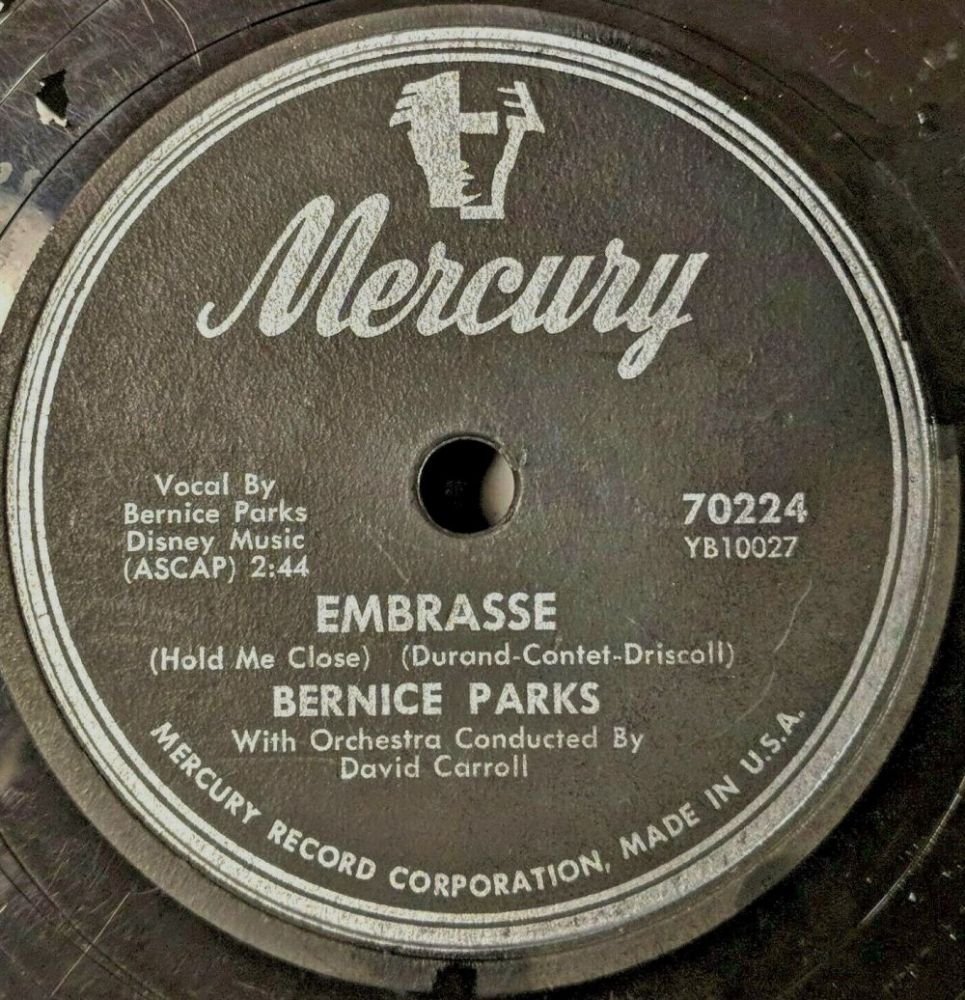 Mercury
Vocal By
Bernice Parks
Disney Music
(ASCAP) 2:44
70224
YB10027
EMBRASSE
(Hold Me Close) (Durand-Contet-Driscoll)
BERNICE PARKS
With Orchestra Conducted By
David Carroll
MERCURY RECORD CORPORATION, MADE IN U.S.A.